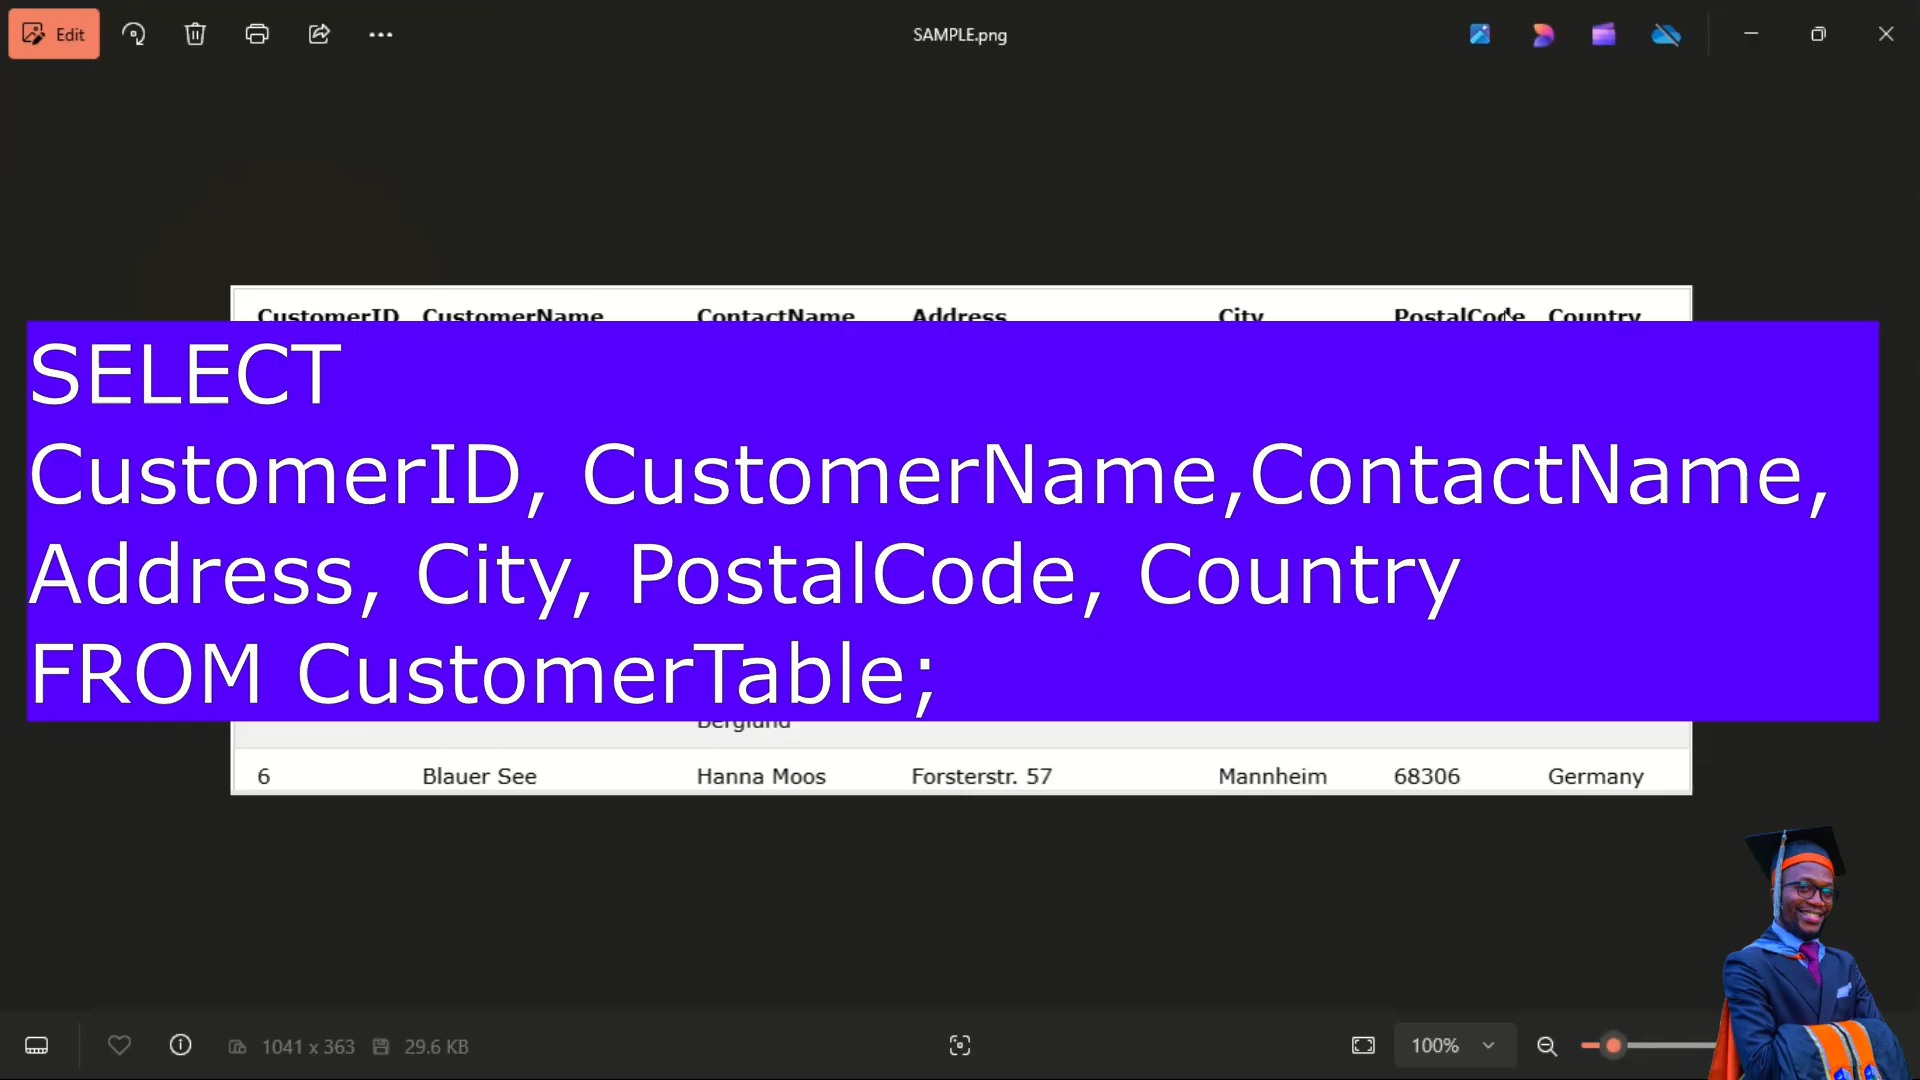 Edit
SAMPLE.png
CustomerID CustomerName ContactName Address City PostalCode Country
SELECT
CustomerID, CustomerName,ContactName,
Address, City, PostalCode, Country
FROM CustomerTable;
Berglund
6 Blauer See Hanna Moos Forsterstr. 57 Mannheim 68306 Germany
1041 x 363 29.6 KB 100%